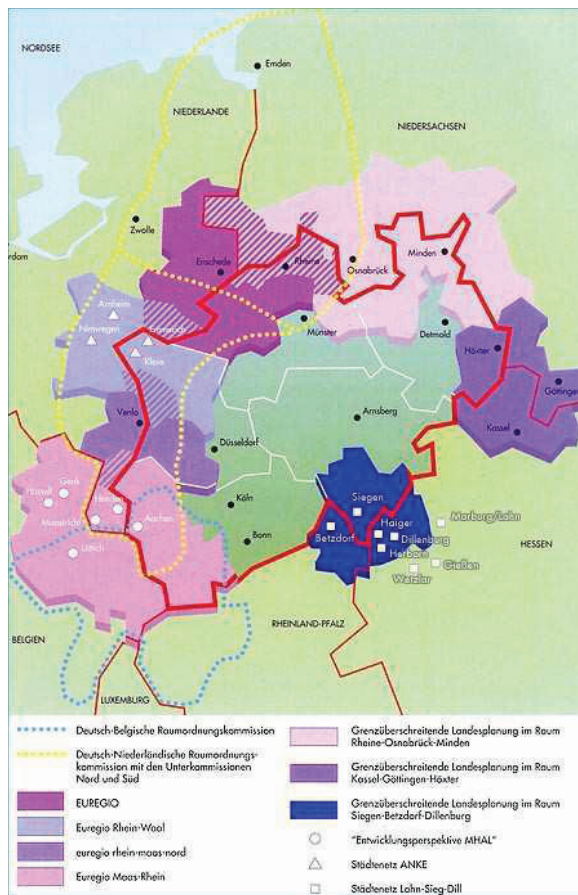 NORDSEE
Emden
NIEDERLANDE
NIEDERSACHSEN
Zwolle
rdam
Enschede
Rheine
Osnabrück
Minden
Arnheim
Nimwegen
Emmerich
Kleve
Münster
Detmold
Höxter
Göttingen
Venlo
Arnsberg
Kassel
Düsseldorf
Genk
Hasselt
Heerlen
Maastricht
Aachen
Lüttich
Köln
Bonn
Siegen
Betzdorf
Haiger
Dillenburg
Herborn
Marburg/Lahn
Wetzlar
Gießen
HESSEN
RHEINLAND-PFALZ
BELGIEN
LUXEMBURG
Deutsch-Belgische Raumordnungskommission
Deutsch-Niederländische Raumordnungs-
kommission mit den Unterkommissionen
Nord und Süd
EUREGIO
Euregio Rhein-Waal
euregio rhein-maas-nord
Euregio Maas-Rhein
Grenzüberschreitende Landesplanung im Raum
Rheine-Osnabrück-Minden
Grenzüberschreitende Landesplanung im Raum
Kassel-Göttingen-Höxter
Grenzüberschreitende Landesplanung im Raum
Siegen-Betzdorf-Dillenburg
"Entwicklungsperspektive MHAL"
Städtenetz ANKE
Städtenetz Lahn-Sieg-Dill